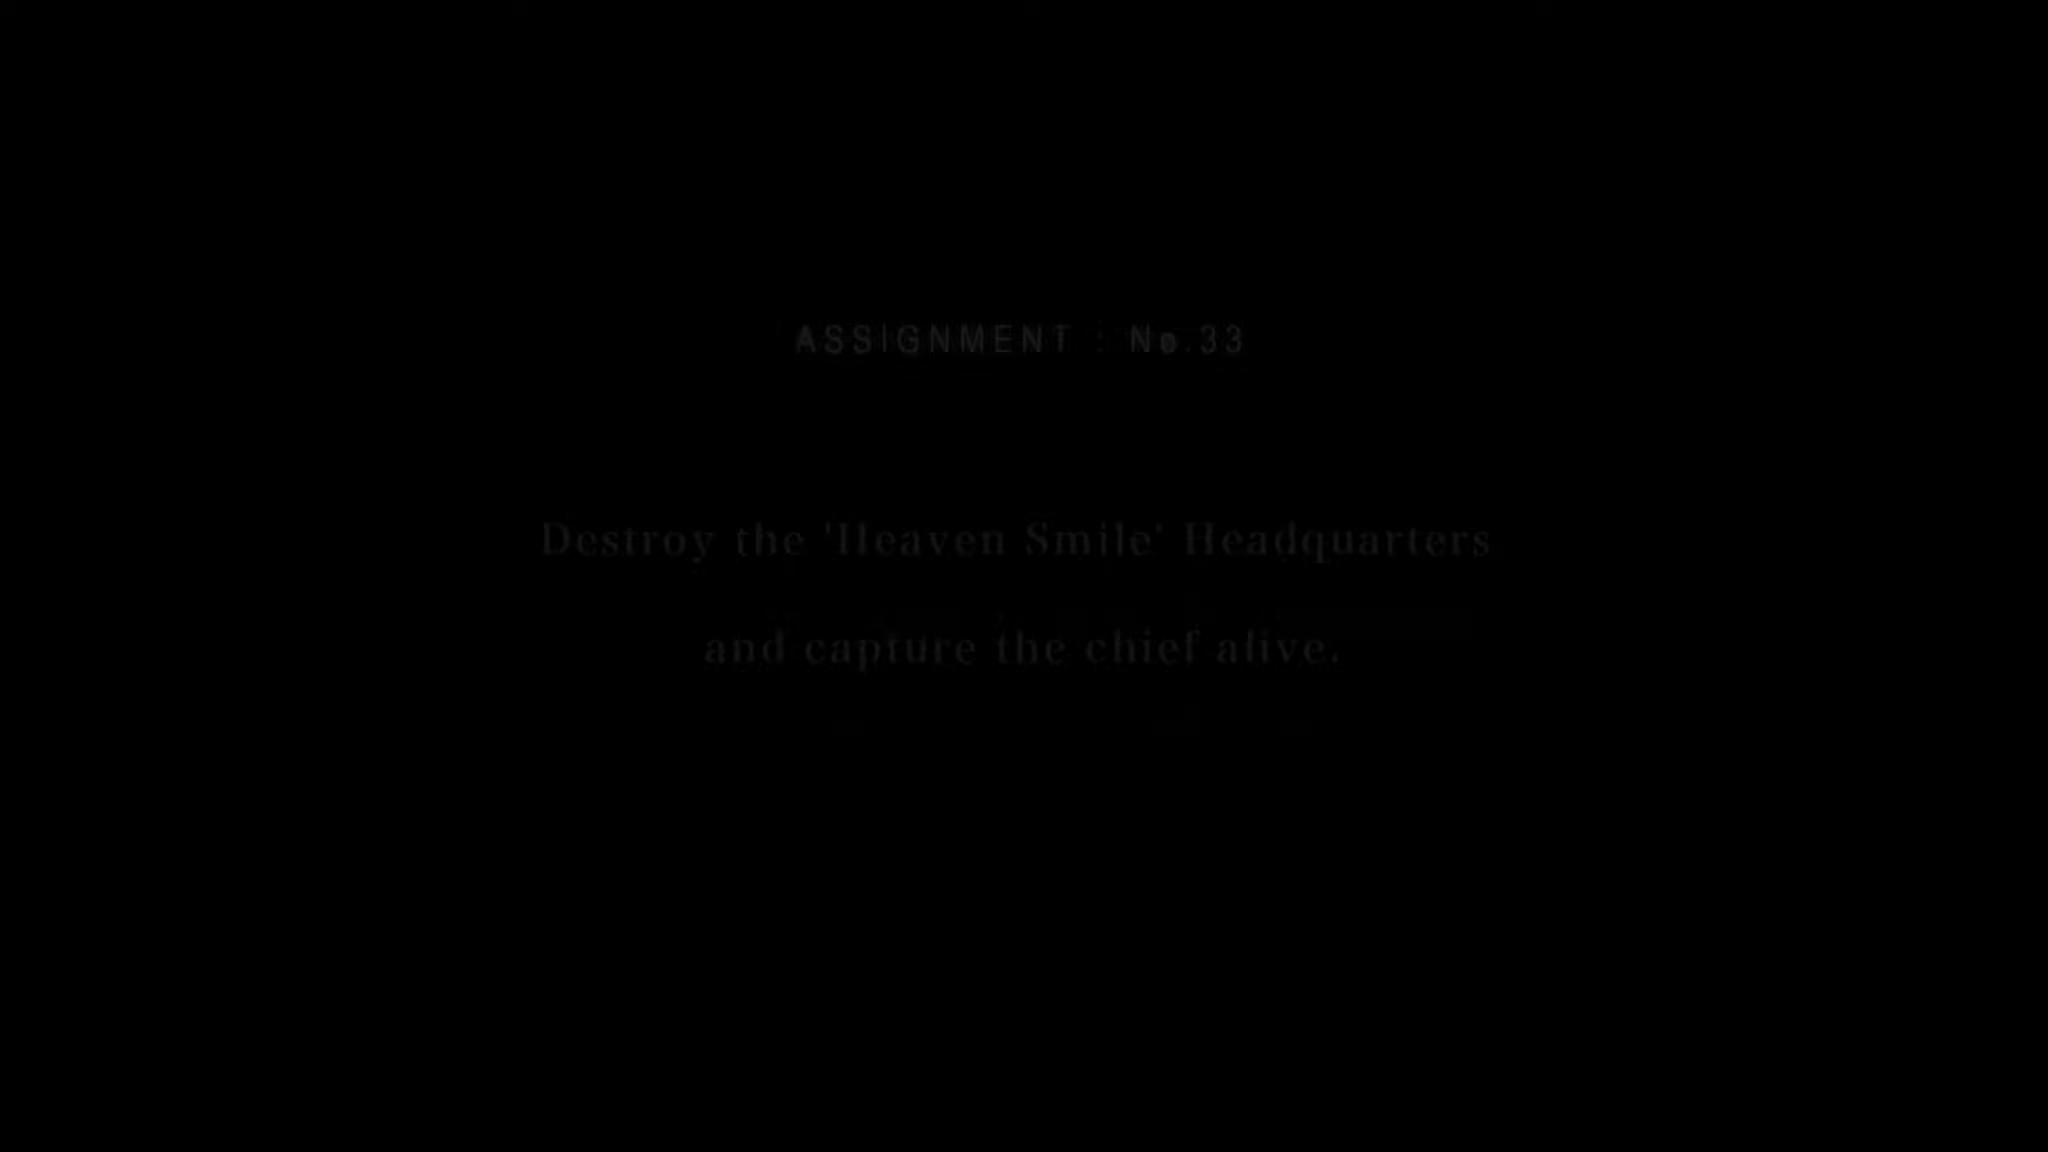 ASSIGNMENT : No.33
Destroy the 'Heaven Smile' Headquarters
and capture the chief alive.